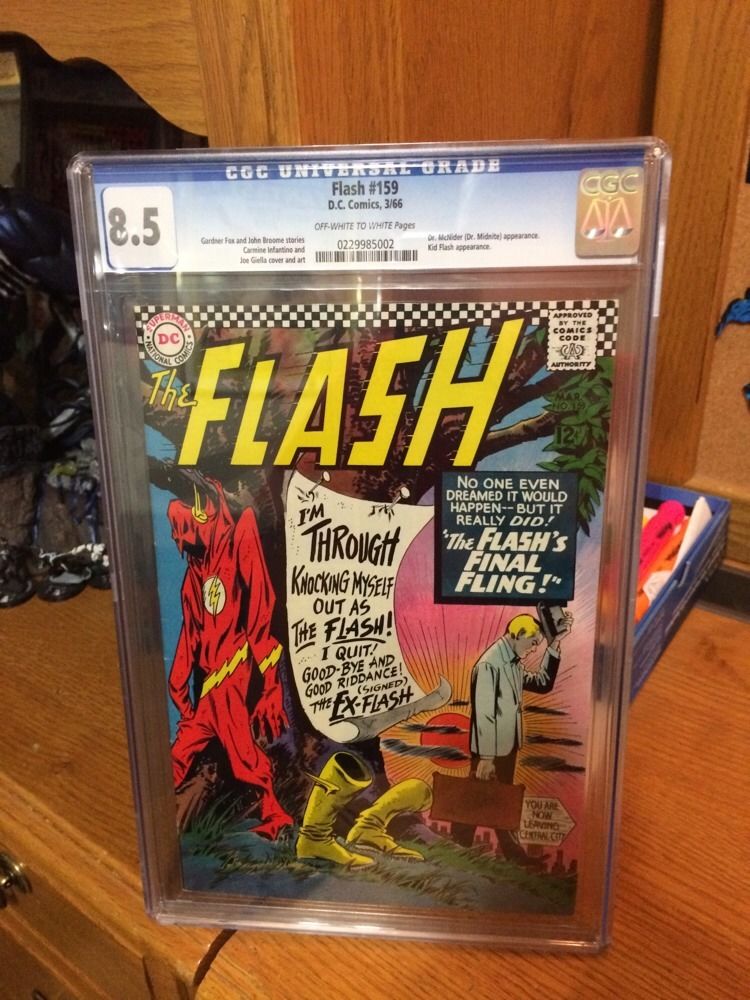 CGC UNIVERSAL GRADE
8.5
Flash #159
D.C. Comics, 3/66
OFF-WHITE TO WHITE Pages
Gardner Fox and John Broome stories
Carmine Infantino and
Joe Giella cover and art
0229985002
Dr. McNider (Dr. Midnite) appearance.
Kid Flash appearance.
CGC
SUPERMAN
DC
NATIONAL COMICS
APPROVED
BY THE
COMICS
CODE
AUTHORITY
The FLASH
MAR.
NO. 159
12¢
NO ONE EVEN
DREAMED IT WOULD
HAPPEN--BUT IT
REALLY DID!
"The FLASH'S
FINAL
FLING!"
I'M
THROUGH
KNOCKING MYSELF
OUT AS
THE FLASH!
I QUIT!
GOOD-BYE AND
GOOD RIDDANCE!
(SIGNED)
THE EX-FLASH
YOU ARE
NOW
LEAVING
CENTRAL CITY